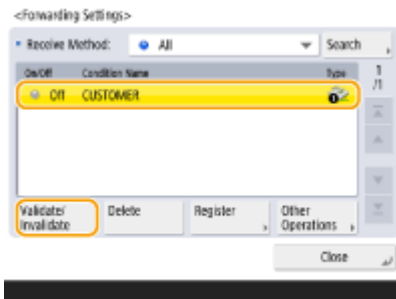 <Forwarding Settings>
Receive Method: All Search
On/Off Condition Name Type 1
/1
Off CUSTOMER
Validate/ Delete Register Other
Invalidate Operations
Close